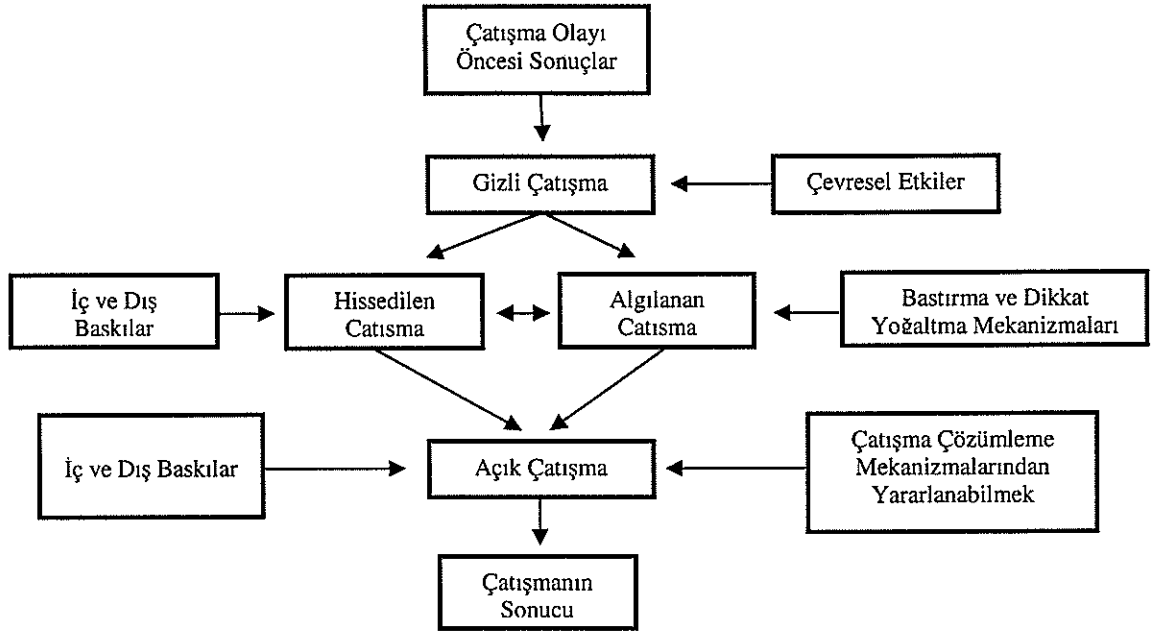 Çatışma Olayı
Öncesi Sonuçlar
Gizli Çatışma
Çevresel Etkiler
İç ve Dış
Baskılar
Hissedilen
Catısma
Algılanan
Catısma
Bastırma ve Dikkat
Yoğaltma Mekanizmaları
İç ve Dış Baskılar
Açık Çatışma
Çatışma Çözümleme
Mekanizmalarından
Yararlanabilmek
Çatışmanın
Sonucu